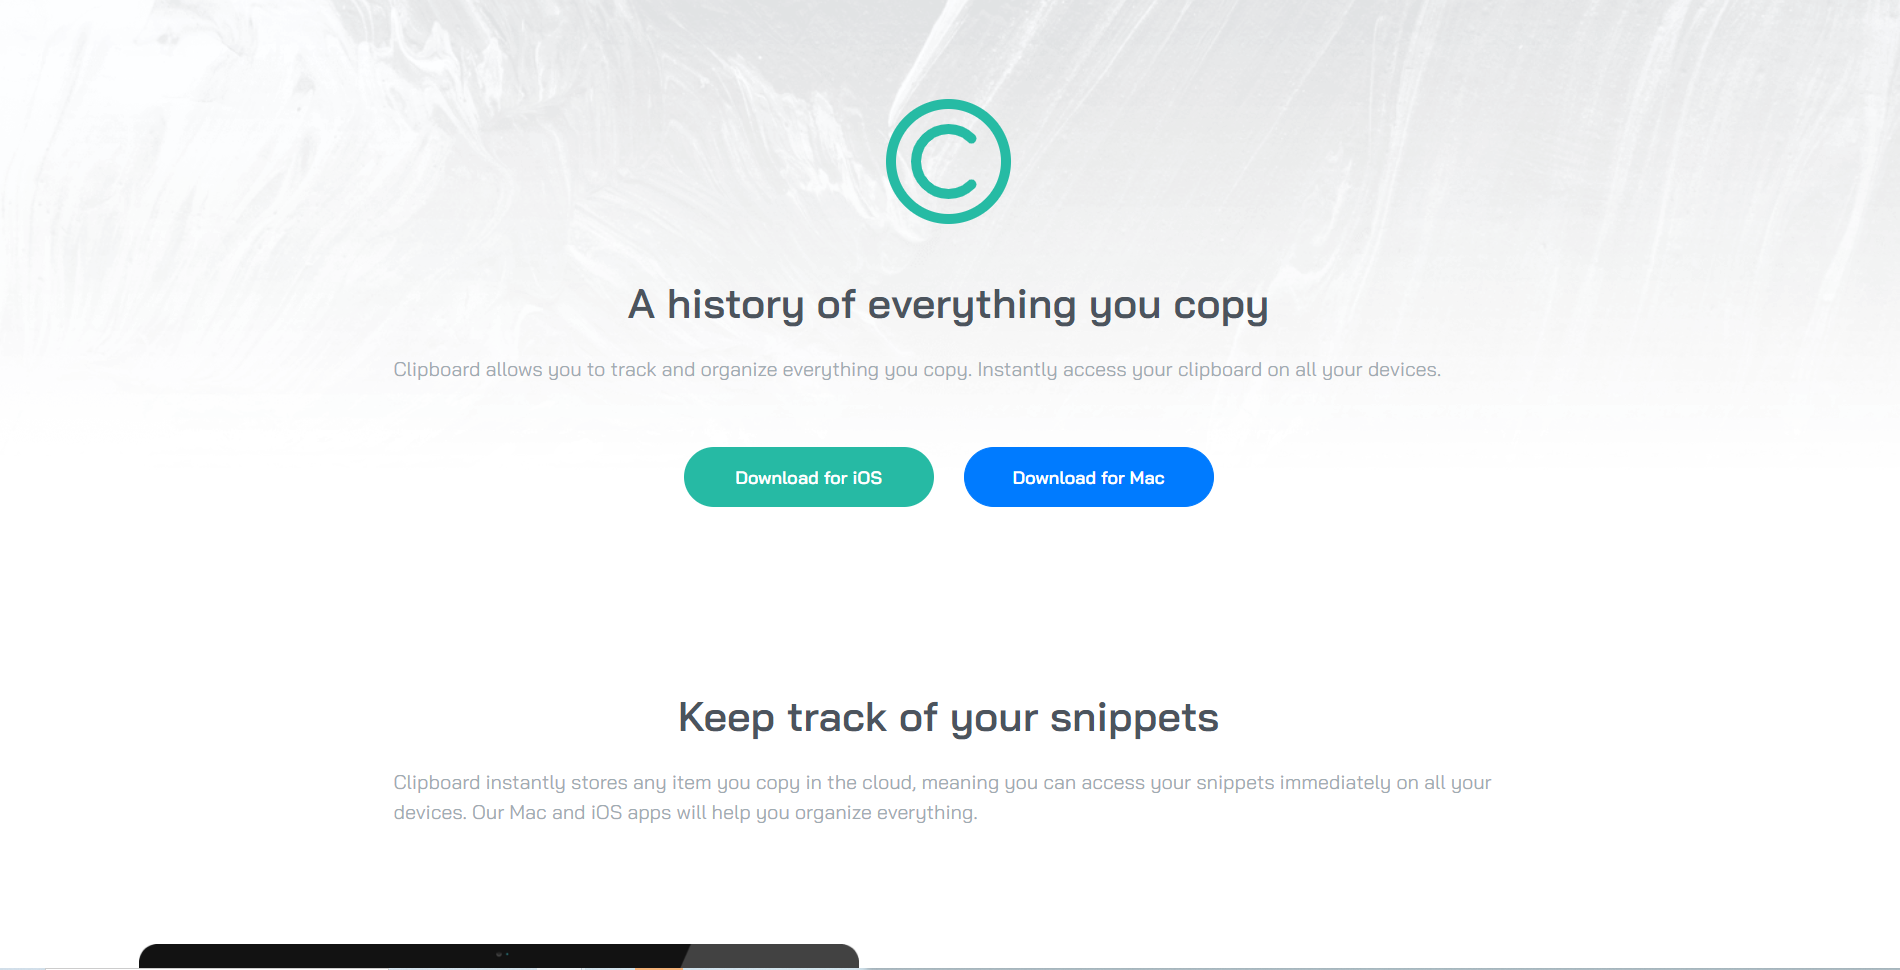 A history of everything you copy
Clipboard allows you to track and organize everything you copy. Instantly access your clipboard on all your devices.
Download for iOS
Download for Mac
Keep track of your snippets
Clipboard instantly stores any item you copy in the cloud, meaning you can access your snippets immediately on all your
devices. Our Mac and iOS apps will help you organize everything.